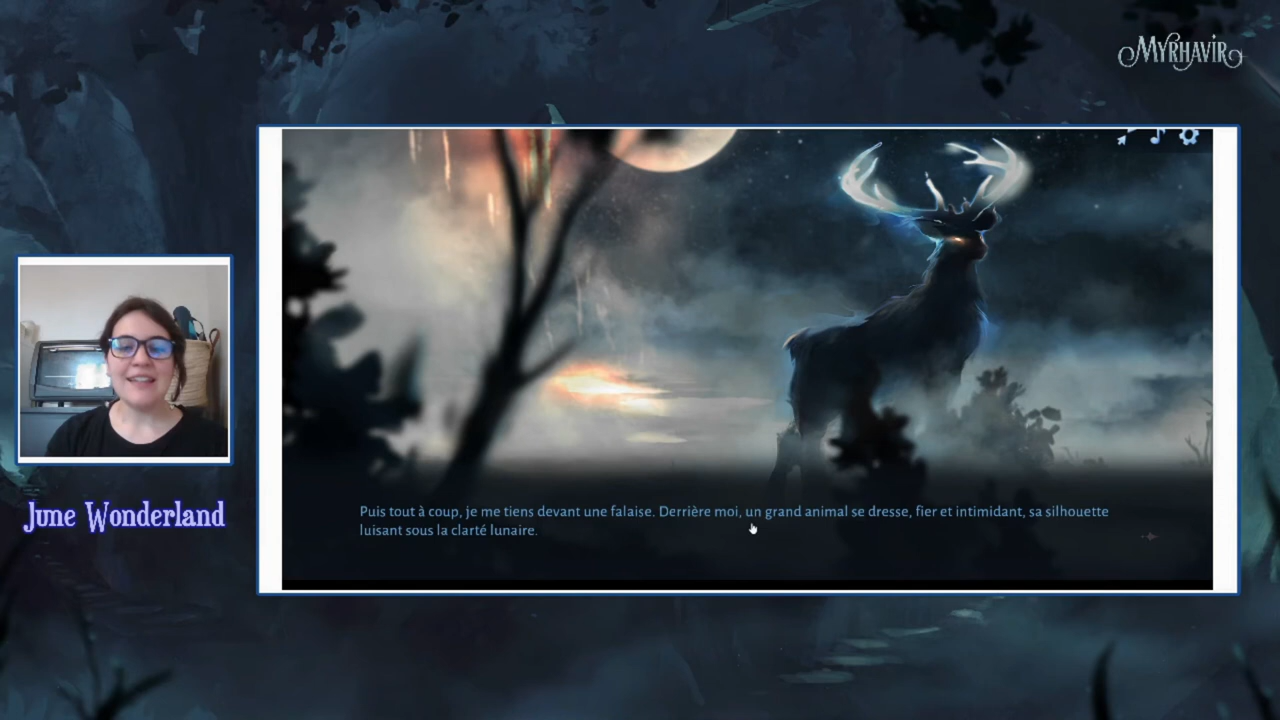 MYRHAVIR
Puis tout à coup, je me tiens devant une falaise. Derrière moi, un grand animal se dresse, fier et intimidant, sa silhouette
luisant sous la clarté lunaire.
June Wonderland